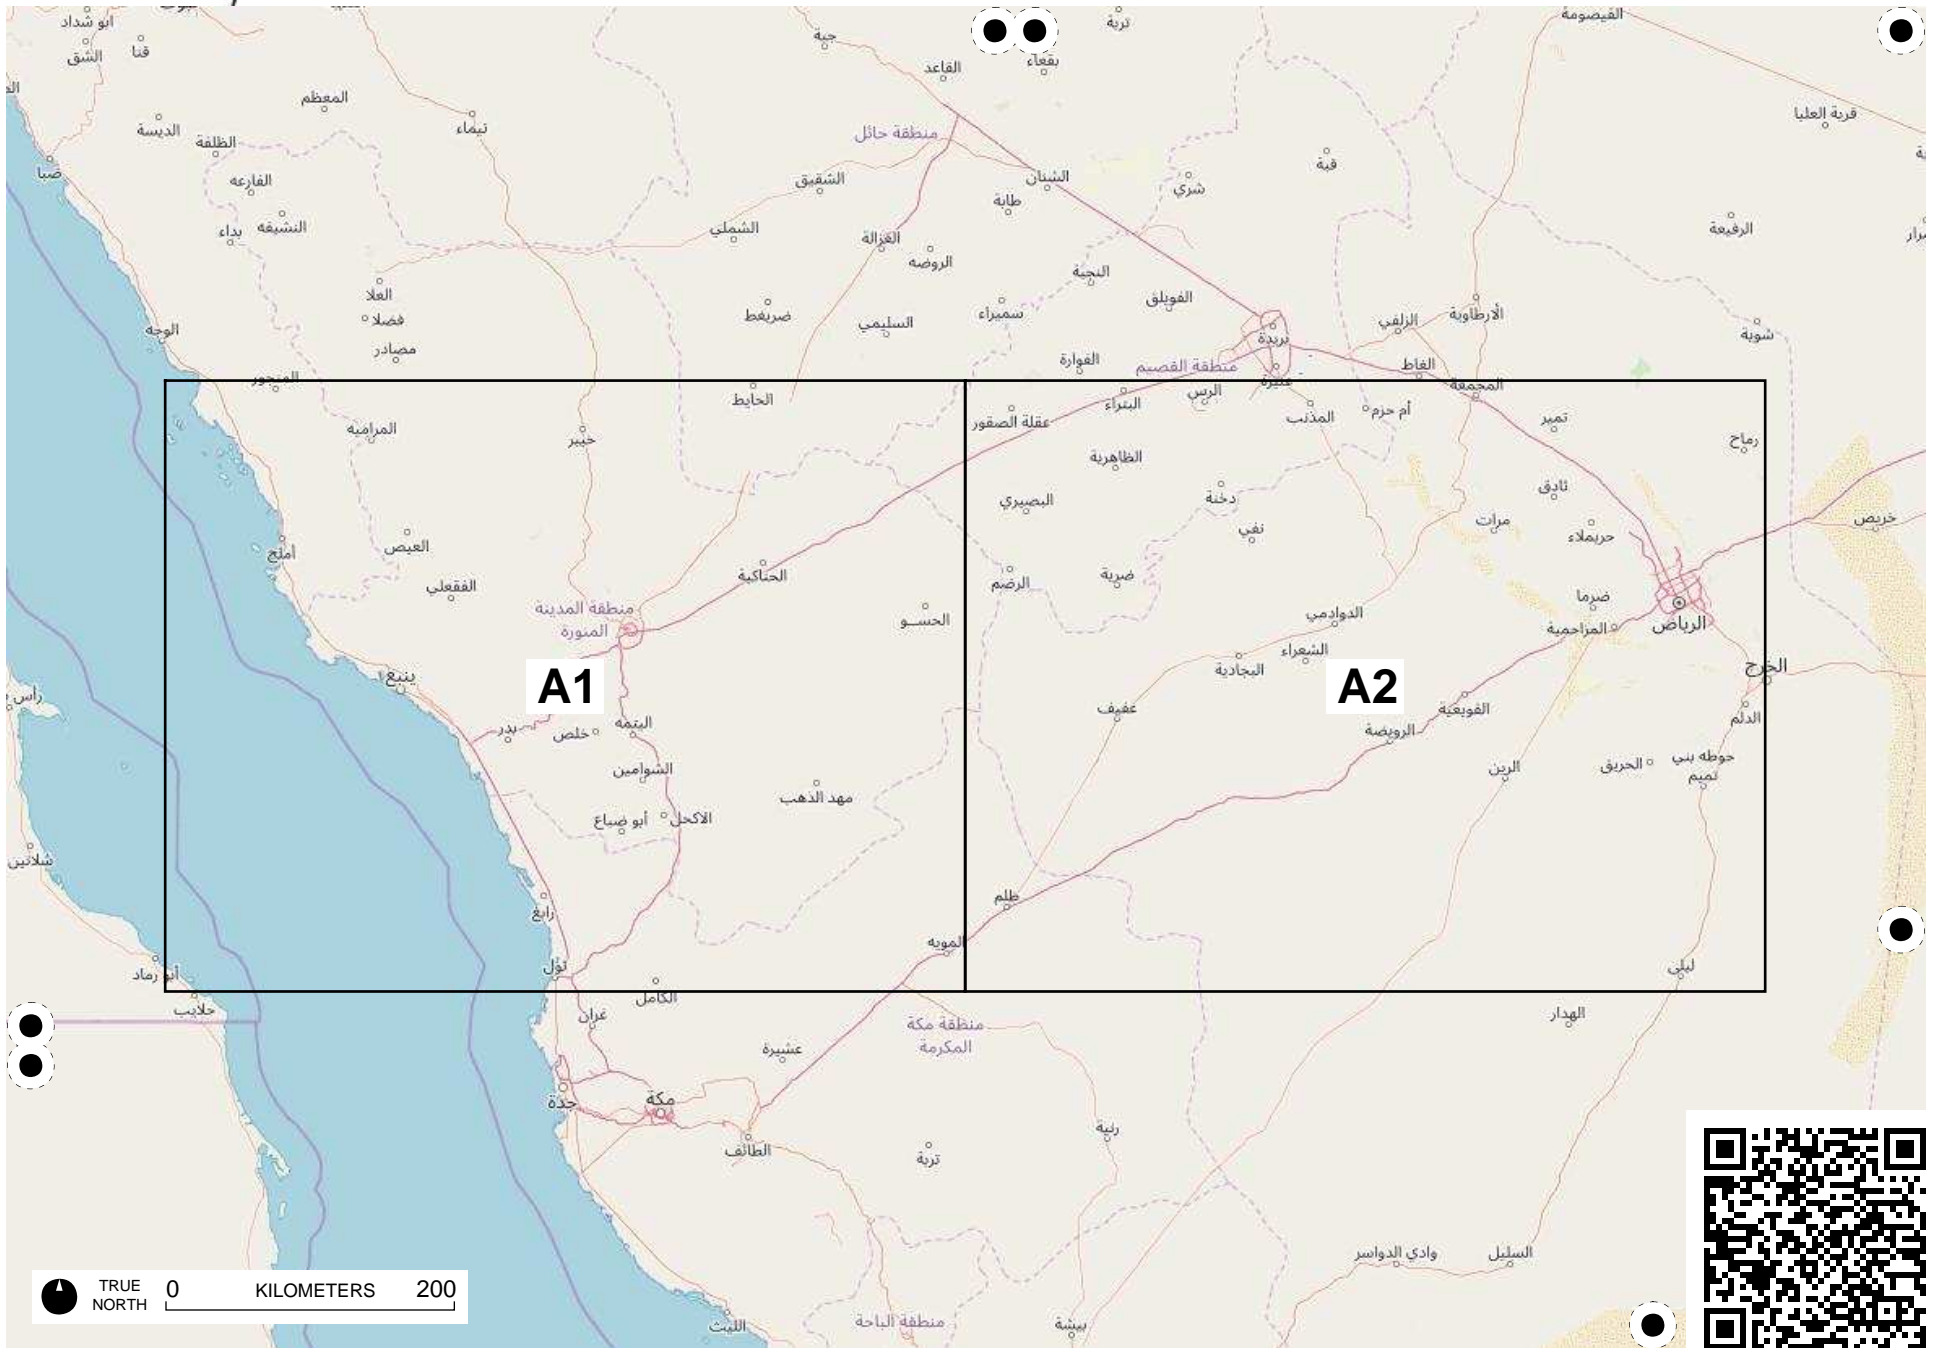 أبو شداد
قنا
الشق
جبة
تربة
القيصومة
القاعد
بقعاء
المعظم
الديسة
تيماء
الظلفة
منطقة حائل
قرية العليا
ضبا
الفارعه
الشقيق
الشنان
شري
قبة
طابة
بداء
النشيفه
الشملي
الغزالة
الروضه
الرفيعة
العلا
النحية
فضلا
ضريغط
السليمي
سميراء
الفويلق
بريدة
الزلفي
الأرطاوية
شوية
الوجه
مصادر
الفوارة
منطقة القصيم
الغاط
المنجور
عنيزة
المجمعة
الحايط
البتراء
الرس
المذنب
أم حزم
تمير
رماح
المراميه
خيبر
عقلة الصقور
الظاهرية
البصيري
دخنة
ثادق
مرات
خريص
أملج
العيص
نفي
حريملاء
الفقعلي
الحناكية
الرضم
ضرية
منطقة المدينة
المنورة
الحســو
ضرما
الدوادمي
المزاحمية
الرياض
الشعراء
البجادية
الخرج
ينبع
A1
A2
رأس
عفيف
القويعية
الدلم
بدر
خلص
اليتمه
الرويضة
الشوامين
مهد الذهب
الرين
الحريق
حوطه بني
تميم
أبو ضباع
الاكحل
شلاتين
رابغ
ظلم
المويه
ثول
ليلى
أبو رماد
حلايب
الكامل
غران
منطقة مكة
المكرمة
الهدار
عشيرة
جدة
مكة
الطائف
تربة
رنية
وادي الدواسر
السليل
TRUE
NORTH
0 KILOMETERS 200
الليث
منطقة الباحة
بيشة